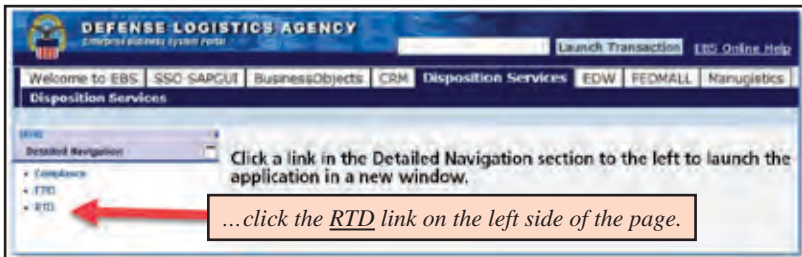 DEFENSE LOGISTICS AGENCY
Enterprise Business System Portal
Launch Transaction EBS Online Help
Welcome to EBS SSO SAPGUI BusinessObjects CRM Disposition Services EDW FEDMALL Manugistics
Disposition Services
Detailed Navigation
Click a link in the Detailed Navigation section to the left to launch the
application in a new window.
• Compliance
• RTD
…click the RTD link on the left side of the page.